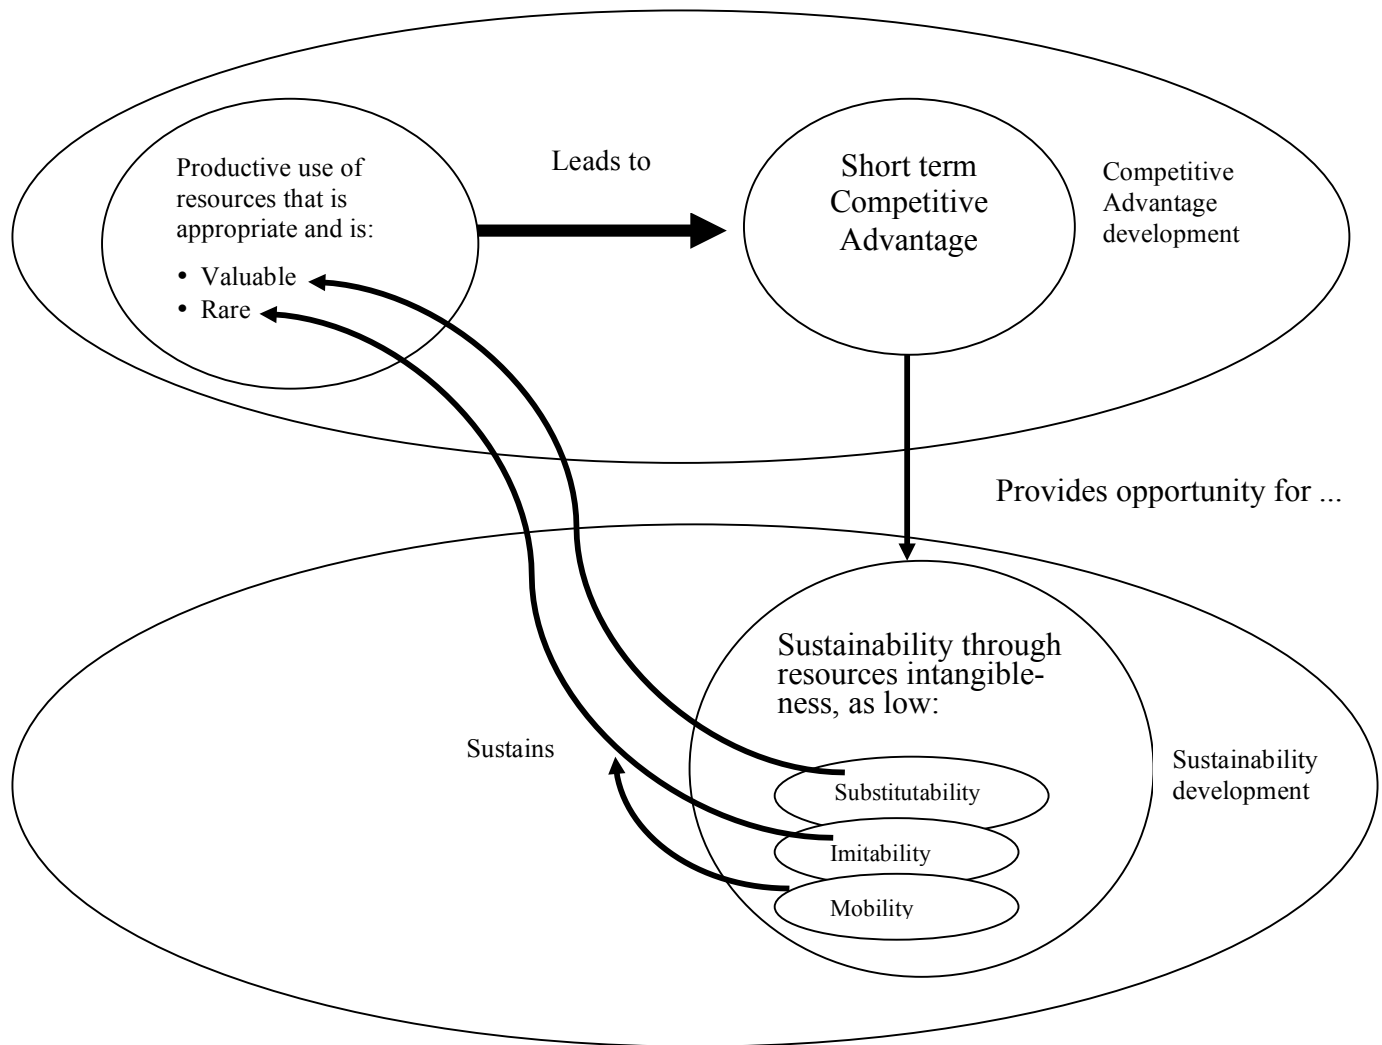 Productive use of
resources that is
appropriate and is:
• Valuable
• Rare
Leads to
Short term
Competitive
Advantage
Competitive
Advantage
development
Provides opportunity for ...
Sustainability through
resources intangible-
ness, as low:
Sustains
Substitutability
Imitability
Mobility
Sustainability
development